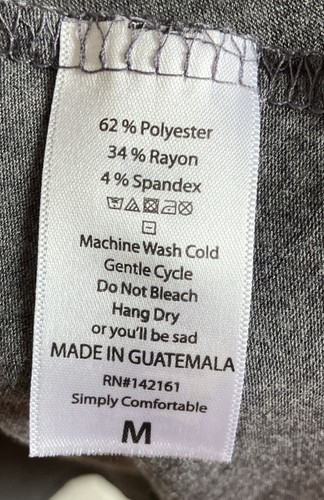 62 % Polyester
34 % Rayon
4 % Spandex
Machine Wash Cold
Gentle Cycle
Do Not Bleach
Hang Dry
or you'll be sad
MADE IN GUATEMALA
RN#142161
Simply Comfortable
M